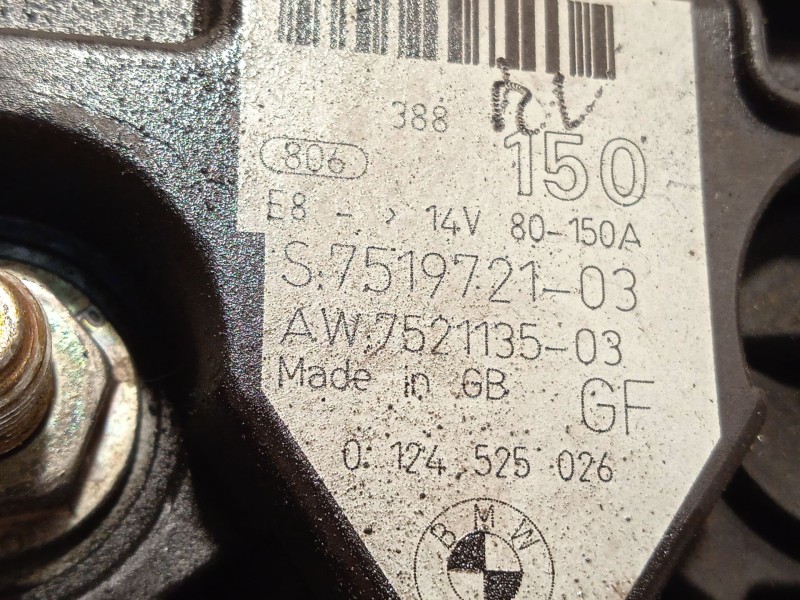 388
806
150
E8 - > 14V 80-150A
S.7519721-03
A.W.7521135-03
Made in GB
GF
0 124 525 026
BMW